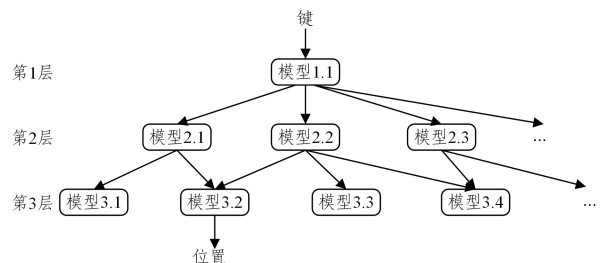 键
第1层 模型1.1
第2层 模型2.1 模型2.2 模型2.3 ...
第3层 模型3.1 模型3.2 模型3.3 模型3.4 ...
位置